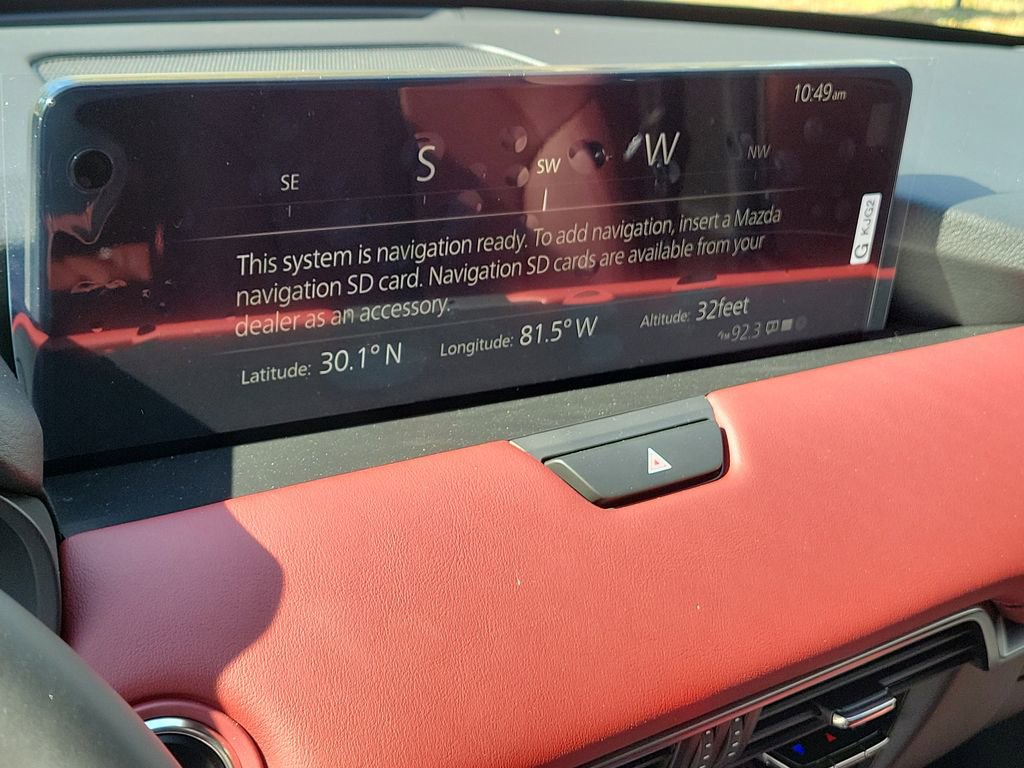 10:49am
SE S SW W NW
This system is navigation ready. To add navigation, insert a Mazda
navigation SD card. Navigation SD cards are available from your
dealer as an accessory.
Latitude: 30.1° N Longitude: 81.5° W Altitude: 32feet
FM 92.3
G KJG2